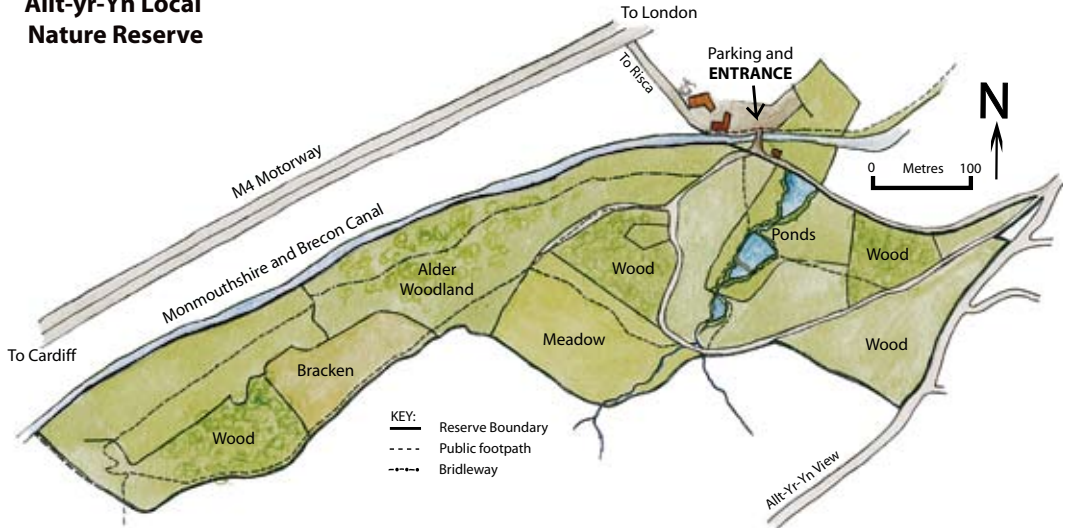 Allt-yr-Yn Local
Nature Reserve
To London
To Risca
Parking and
ENTRANCE
N
0 Metres 100
M4 Motorway
Monmouthshire and Brecon Canal
Ponds
Wood
Wood
Alder
Woodland
Wood
Meadow
To Cardiff
Bracken
Wood
KEY:
Reserve Boundary
Public footpath
Bridleway
Allt-Yr-Yn View